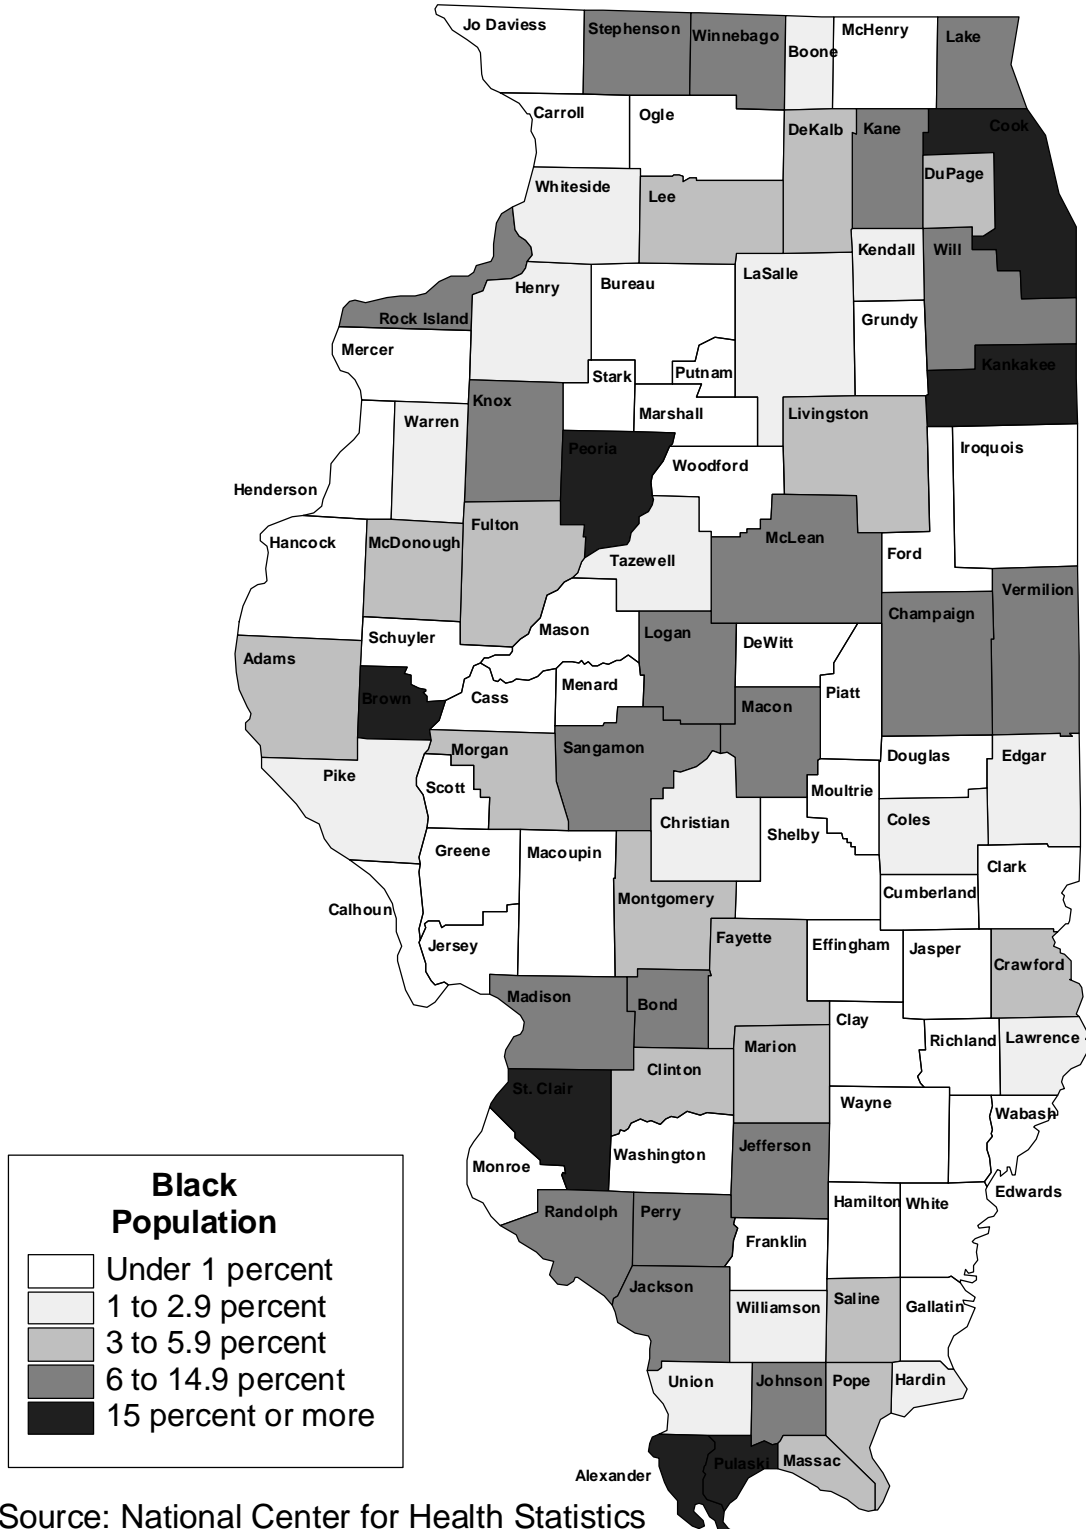 Jo Daviess
Stephenson
Winnebago
Boone
McHenry
Lake
Carroll
Ogle
DeKalb
Kane
Cook
DuPage
Whiteside
Lee
Kendall
Will
Henry
Bureau
LaSalle
Rock Island
Grundy
Mercer
Stark
Putnam
Kankakee
Knox
Marshall
Livingston
Warren
Peoria
Woodford
Iroquois
Henderson
Hancock
McDonough
Fulton
Tazewell
McLean
Ford
Vermilion
Schuyler
Mason
Logan
DeWitt
Champaign
Adams
Brown
Cass
Menard
Macon
Piatt
Morgan
Sangamon
Douglas
Edgar
Pike
Scott
Christian
Moultrie
Shelby
Coles
Greene
Macoupin
Clark
Calhoun
Montgomery
Cumberland
Jersey
Fayette
Effingham
Jasper
Crawford
Madison
Bond
Clay
Richland
Lawrence
Marion
Clinton
St. Clair
Wayne
Wabash
Monroe
Washington
Jefferson
Edwards
Randolph
Perry
Hamilton
White
Franklin
Jackson
Williamson
Saline
Gallatin
Union
Johnson
Pope
Hardin
Alexander
Pulaski
Massac
Black
Population
Under 1 percent
1 to 2.9 percent
3 to 5.9 percent
6 to 14.9 percent
15 percent or more
Source: National Center for Health Statistics